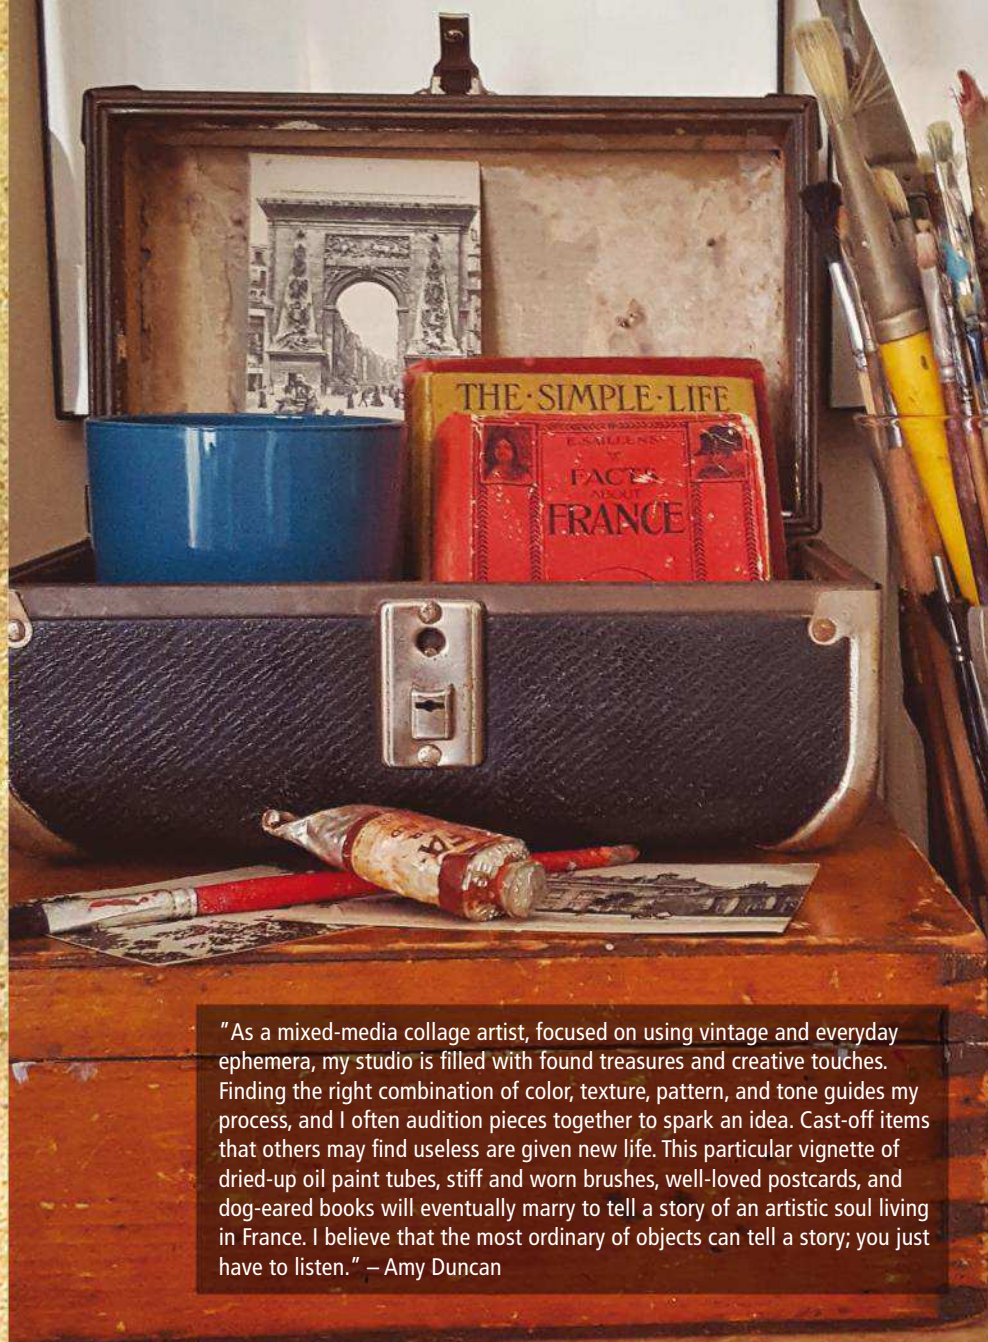 THE·SIMPLE·LIFE
E. SAILLENS
FACTS
ABOUT
FRANCE
"As a mixed-media collage artist, focused on using vintage and everyday
ephemera, my studio is filled with found treasures and creative touches.
Finding the right combination of color, texture, pattern, and tone guides my
process, and I often audition pieces together to spark an idea. Cast-off items
that others may find useless are given new life. This particular vignette of
dried-up oil paint tubes, stiff and worn brushes, well-loved postcards, and
dog-eared books will eventually marry to tell a story of an artistic soul living
in France. I believe that the most ordinary of objects can tell a story; you just
have to listen." – Amy Duncan